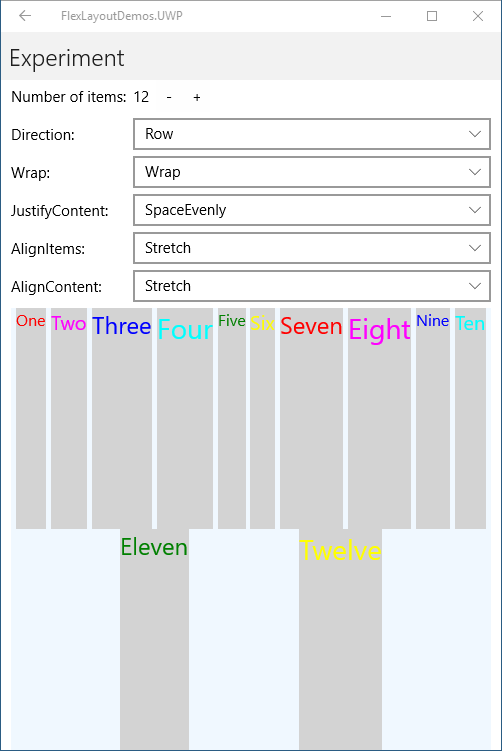 FlexLayoutDemos.UWP
Experiment
Number of items: 12 - +
Direction: Row
Wrap: Wrap
JustifyContent: SpaceEvenly
AlignItems: Stretch
AlignContent: Stretch
One Two Three Four Five Six Seven Eight Nine Ten
Eleven Twelve